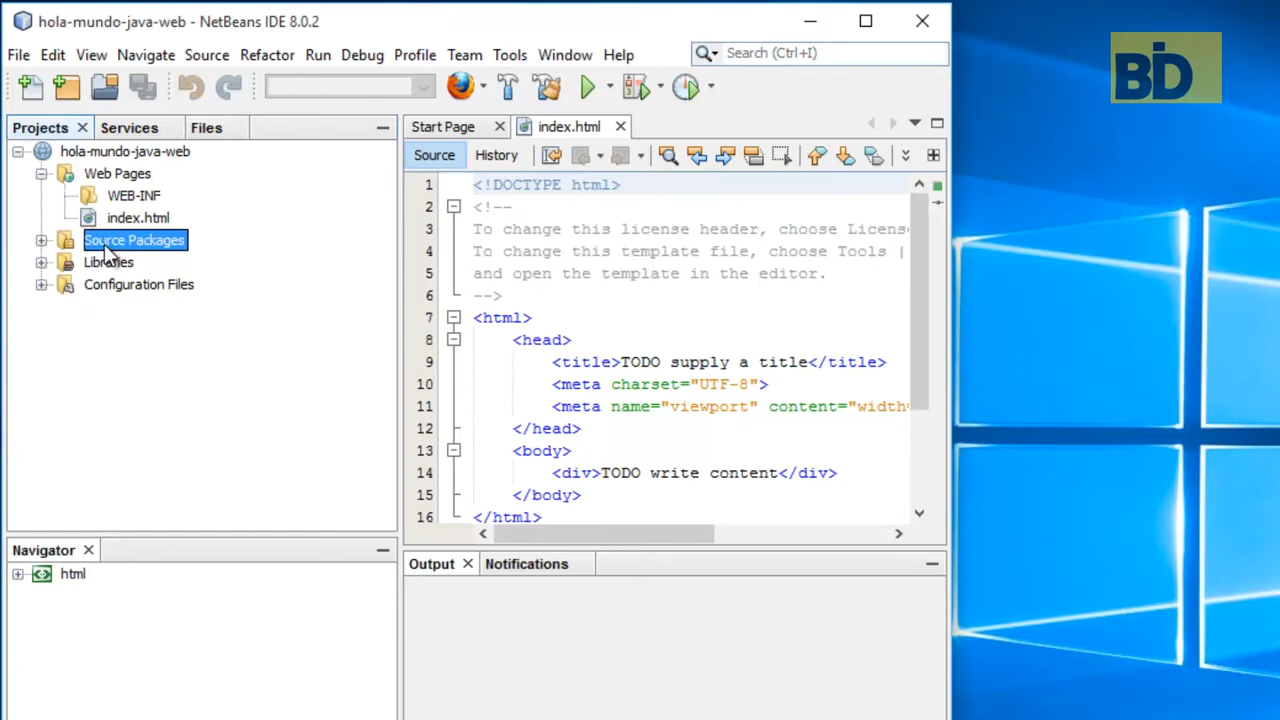 hola-mundo-java-web - NetBeans IDE 8.0.2
BID
File Edit View Navigate Source Refactor Run Debug Profile Team Tools Window Help
Search (Ctrl+I)
Projects Services Files
hola-mundo-java-web
Web Pages
WEB-INF
index.html
Source Packages
Libraries
Configuration Files
Start Page index.html
Source History
1 <!DOCTYPE html>
2 <!--
3 To change this license header, choose Licens
4 To change this template file, choose Tools |
5 and open the template in the editor.
6 -->
7 <html>
8 <head>
9 <title>TODO supply a title</title>
10 <meta charset="UTF-8">
11 <meta name="viewport" content="width=
12 </head>
13 <body>
14 <div>TODO write content</div>
15 </body>
16 </html>
Navigator
html
Output Notifications